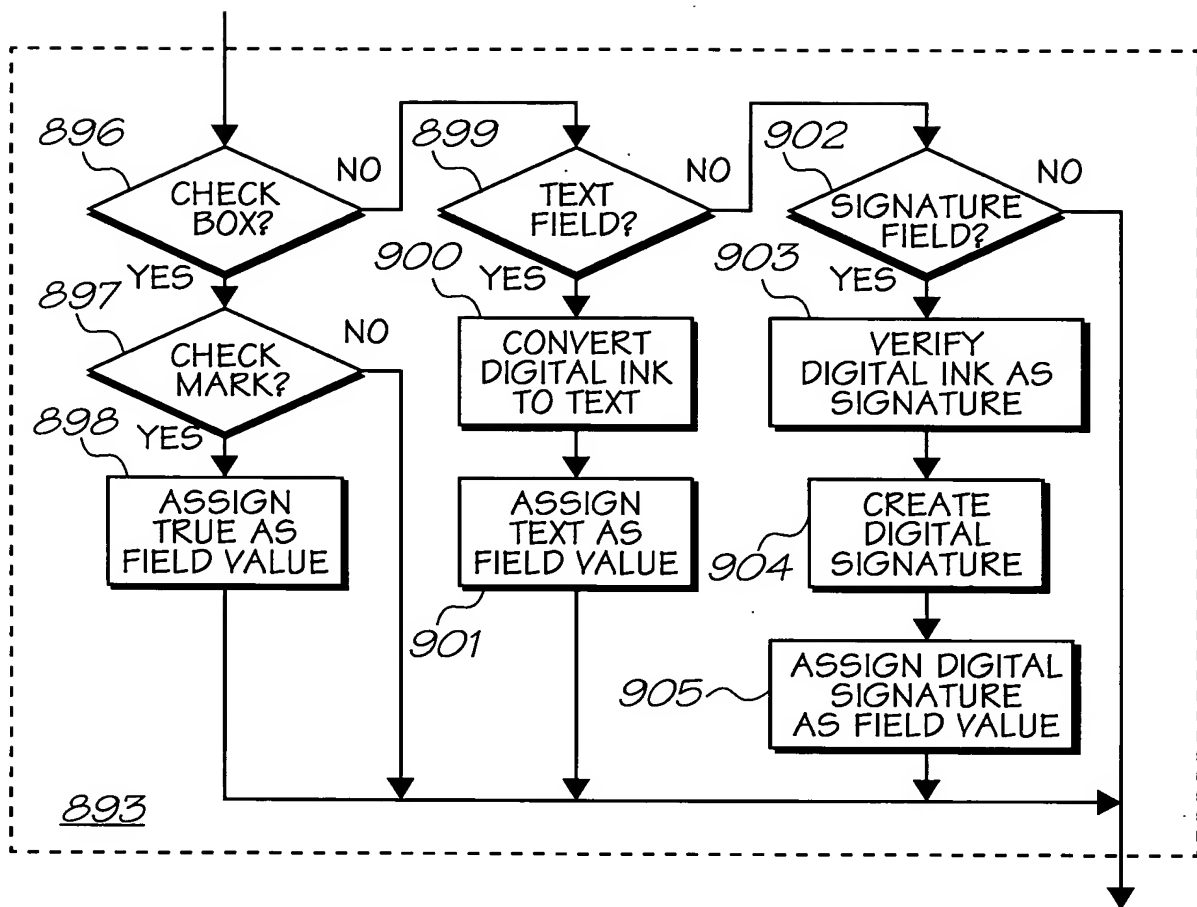 896
CHECK
BOX?
NO
YES
899
TEXT
FIELD?
NO
YES
902
SIGNATURE
FIELD?
NO
YES
897
CHECK
MARK?
NO
YES
900
CONVERT
DIGITAL INK
TO TEXT
903
VERIFY
DIGITAL INK AS
SIGNATURE
898
ASSIGN
TRUE AS
FIELD VALUE
ASSIGN
TEXT AS
FIELD VALUE
901
CREATE
DIGITAL
SIGNATURE
904
ASSIGN DIGITAL
SIGNATURE
AS FIELD VALUE
905
893